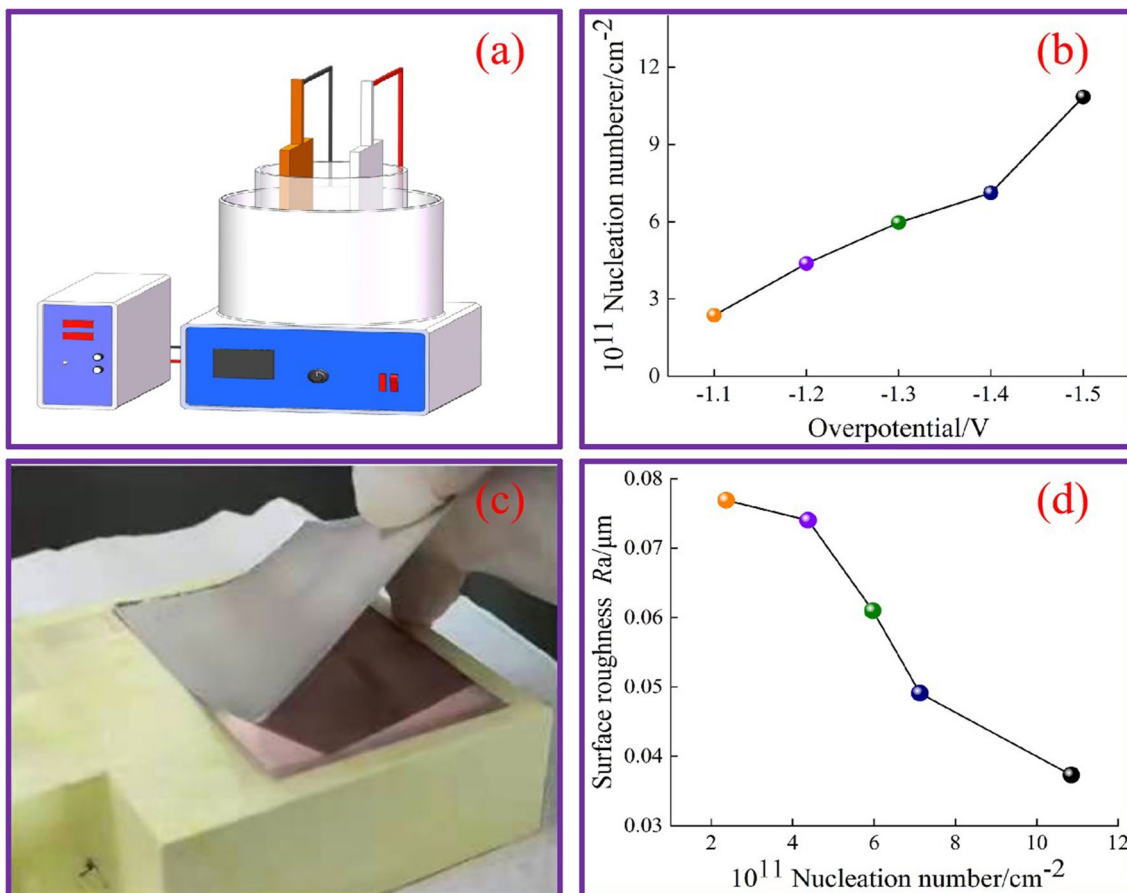 (a)
(b)
10¹¹ Nucleation numberer/cm⁻²
12
9
6
3
0
-1.1 -1.2 -1.3 -1.4 -1.5
Overpotential/V
(c)
(d)
Surface roughness Ra/μm
0.08
0.07
0.06
0.05
0.04
0.03
2 4 6 8 10 12
10¹¹ Nucleation number/cm⁻²